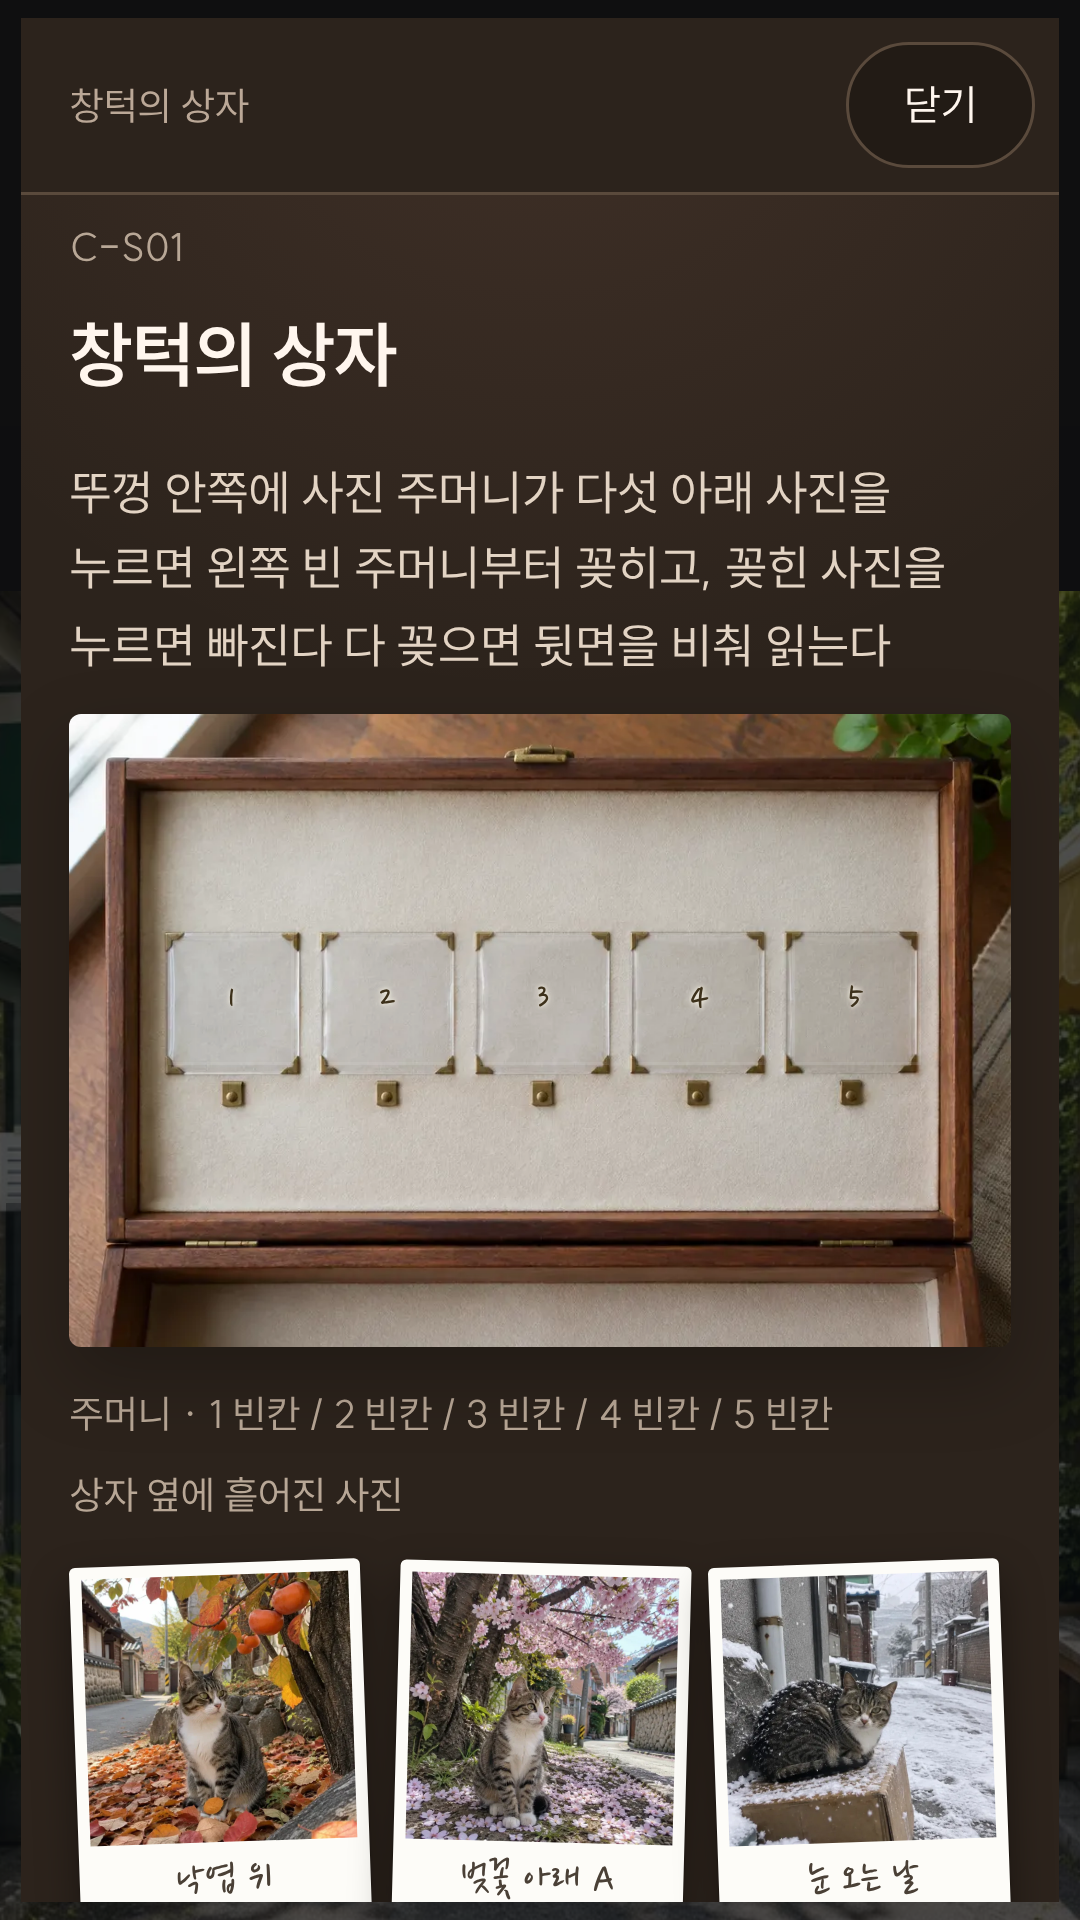 창턱의 상자
닫기
C-S01
창턱의 상자
뚜껑 안쪽에 사진 주머니가 다섯 아래 사진을
누르면 왼쪽 빈 주머니부터 꽂히고, 꽂힌 사진을
누르면 빠진다 다 꽂으면 뒷면을 비춰 읽는다
1 2 3 4 5
주머니 · 1 빈칸 / 2 빈칸 / 3 빈칸 / 4 빈칸 / 5 빈칸
상자 옆에 흩어진 사진
낙엽 위
벚꽃 아래 A
눈 오는 날